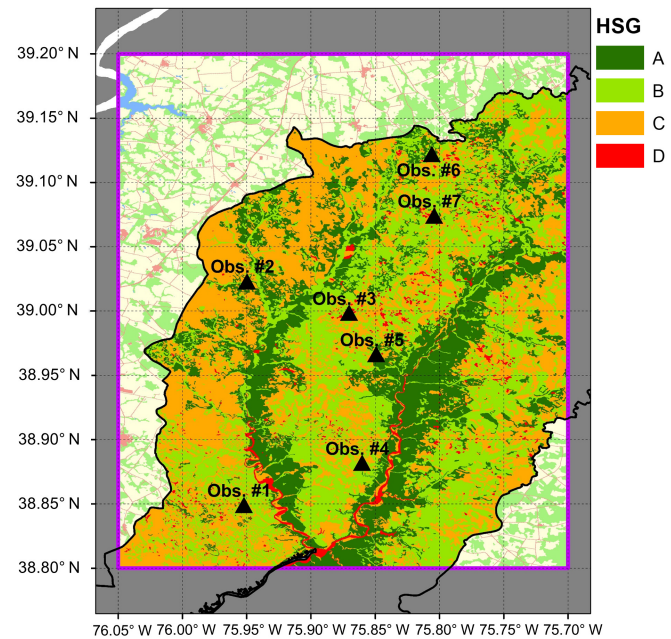 HSG
A
B
C
D
39.20° N
39.15° N
39.10° N
39.05° N
39.00° N
38.95° N
38.90° N
38.85° N
38.80° N
Obs. #6
Obs. #7
Obs. #2
Obs. #3
Obs. #5
Obs. #4
Obs. #1
76.05° W 76.00° W 75.95° W 75.90° W 75.85° W 75.80° W 75.75° W 75.70° W